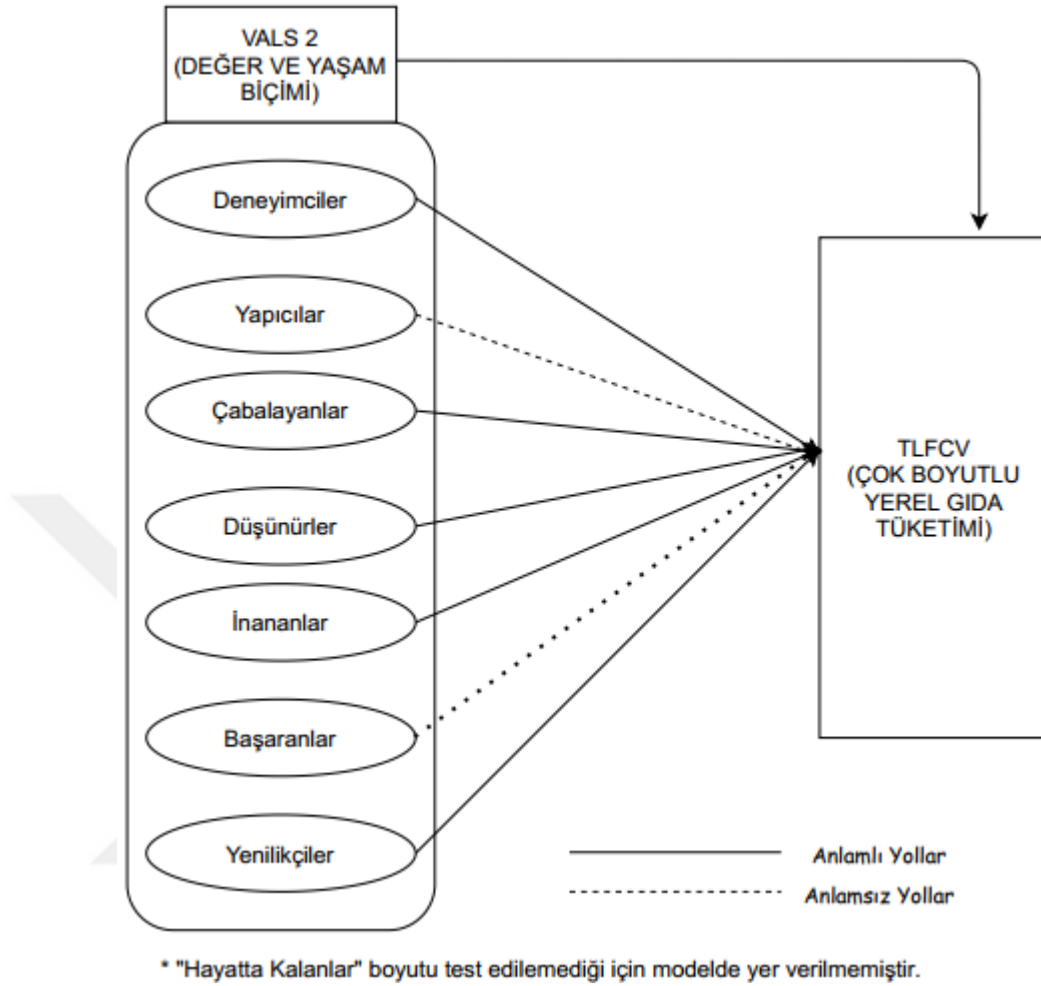 VALS 2
(DEĞER VE YAŞAM
BİÇİMİ)
Deneyimciler
Yapıcılar
Çabalayanlar
Düşünürler
İnananlar
Başaranlar
Yenilikçiler
TLFCV
(ÇOK BOYUTLU
YEREL GIDA
TÜKETİMİ)
Anlamlı Yollar
Anlamsız Yollar
* "Hayatta Kalanlar" boyutu test edilemediği için modelde yer verilmemiştir.